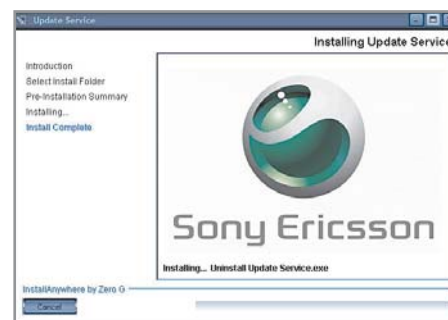 Update Service
Installing Update Service
Introduction
Select Install Folder
Pre-Installation Summary
Installing...
Install Complete
Sony Ericsson
Installing... Uninstall Update Service.exe
InstallAnywhere by Zero G
Cancel